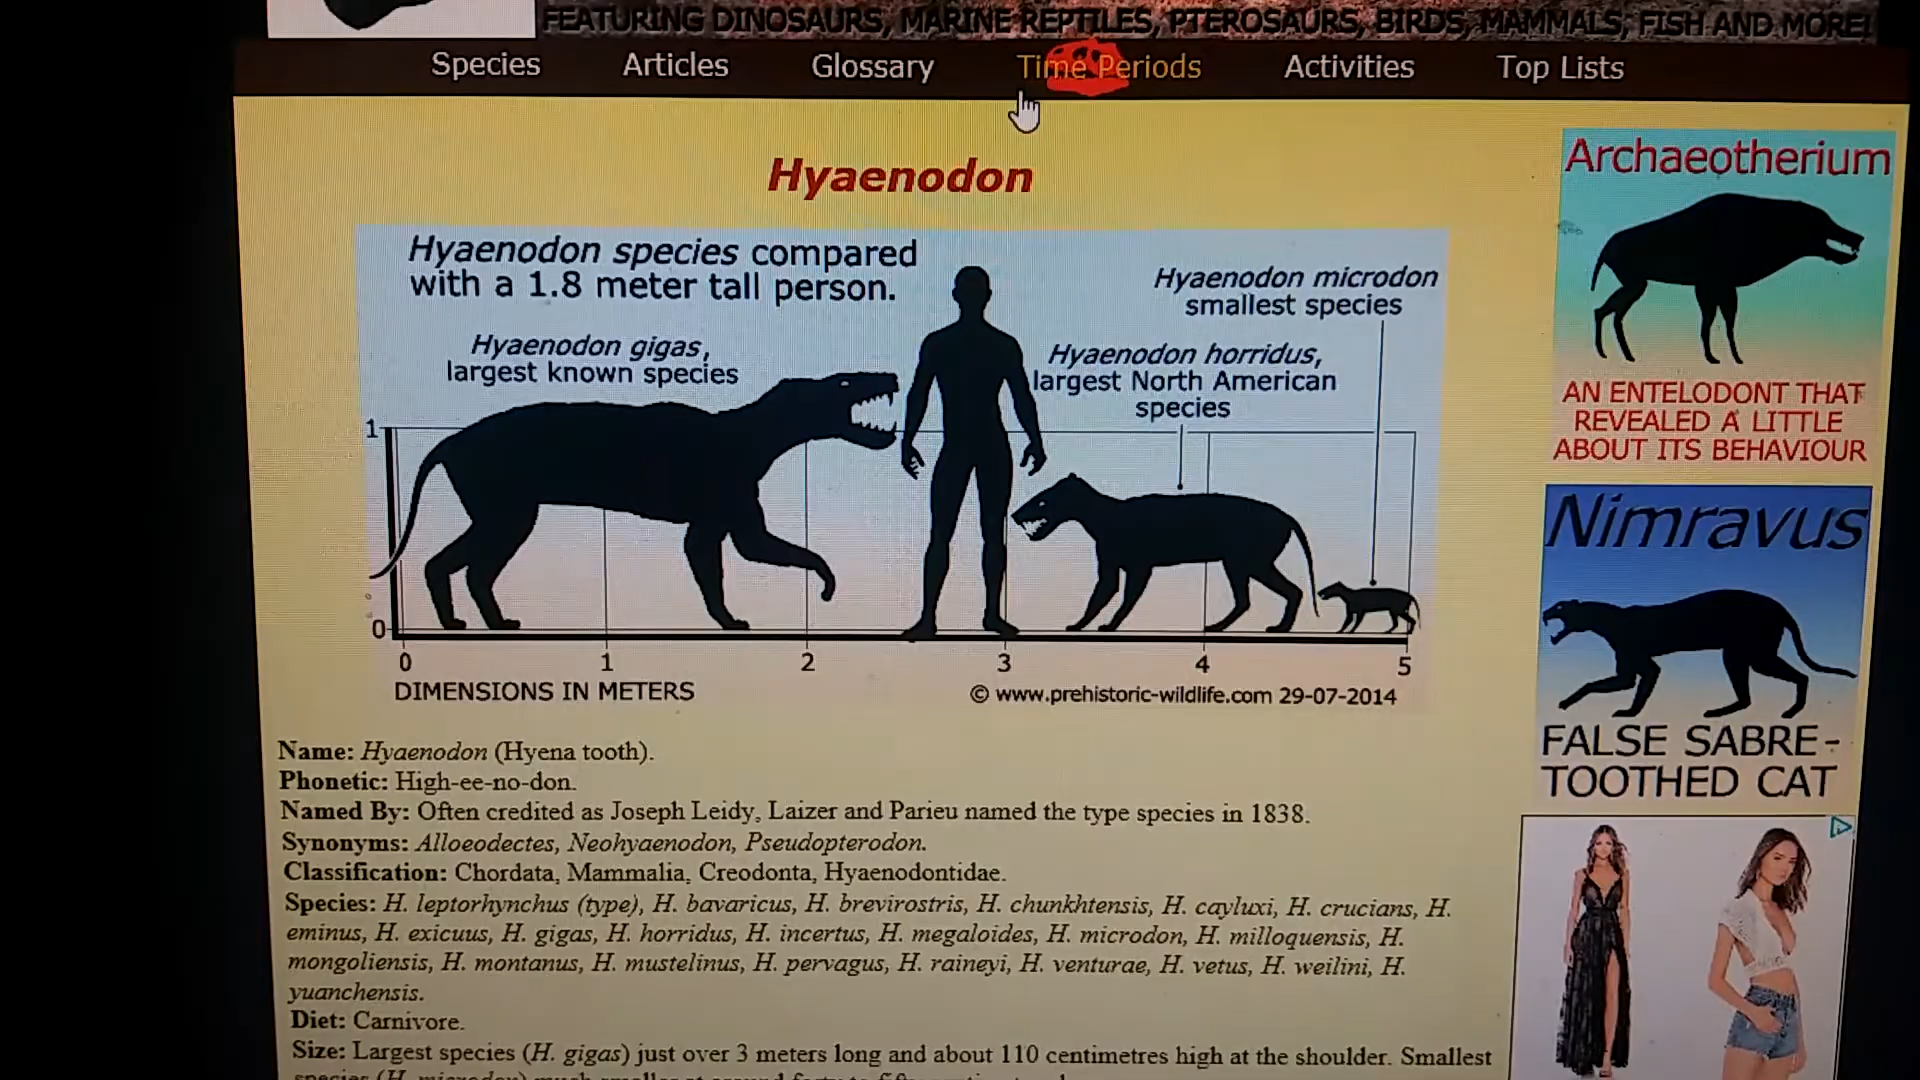 FEATURING DINOSAURS, MARINE REPTILES, PTEROSAURS, BIRDS, MAMMALS, FISH AND MORE!
Species Articles Glossary Time Periods Activities Top Lists
Hyaenodon
Hyaenodon species compared
with a 1.8 meter tall person.
Hyaenodon microdon
smallest species
Hyaenodon gigas,
largest known species
Hyaenodon horridus,
largest North American
species
1
0
0 1 2 3 4 5
DIMENSIONS IN METERS
© www.prehistoric-wildlife.com 29-07-2014
Archaeotherium
AN ENTELODONT THAT
REVEALED A LITTLE
ABOUT ITS BEHAVIOUR
Nimravus
FALSE SABRE-
TOOTHED CAT
Name: Hyaenodon (Hyena tooth).
Phonetic: High-ee-no-don.
Named By: Often credited as Joseph Leidy, Laizer and Parieu named the type species in 1838.
Synonyms: Alloeodectes, Neohyaenodon, Pseudopterodon.
Classification: Chordata, Mammalia, Creodonta, Hyaenodontidae.
Species: H. leptorhynchus (type), H. bavaricus, H. brevirostris, H. chunkhtensis, H. cayluxi, H. crucians, H.
eminus, H. exicuus, H. gigas, H. horridus, H. incertus, H. megaloides, H. microdon, H. milloquensis, H.
mongoliensis, H. montanus, H. mustelinus, H. pervagus, H. raineyi, H. venturae, H. vetus, H. weilini, H.
yuanchensis.
Diet: Carnivore.
Size: Largest species (H. gigas) just over 3 meters long and about 110 centimetres high at the shoulder. Smallest